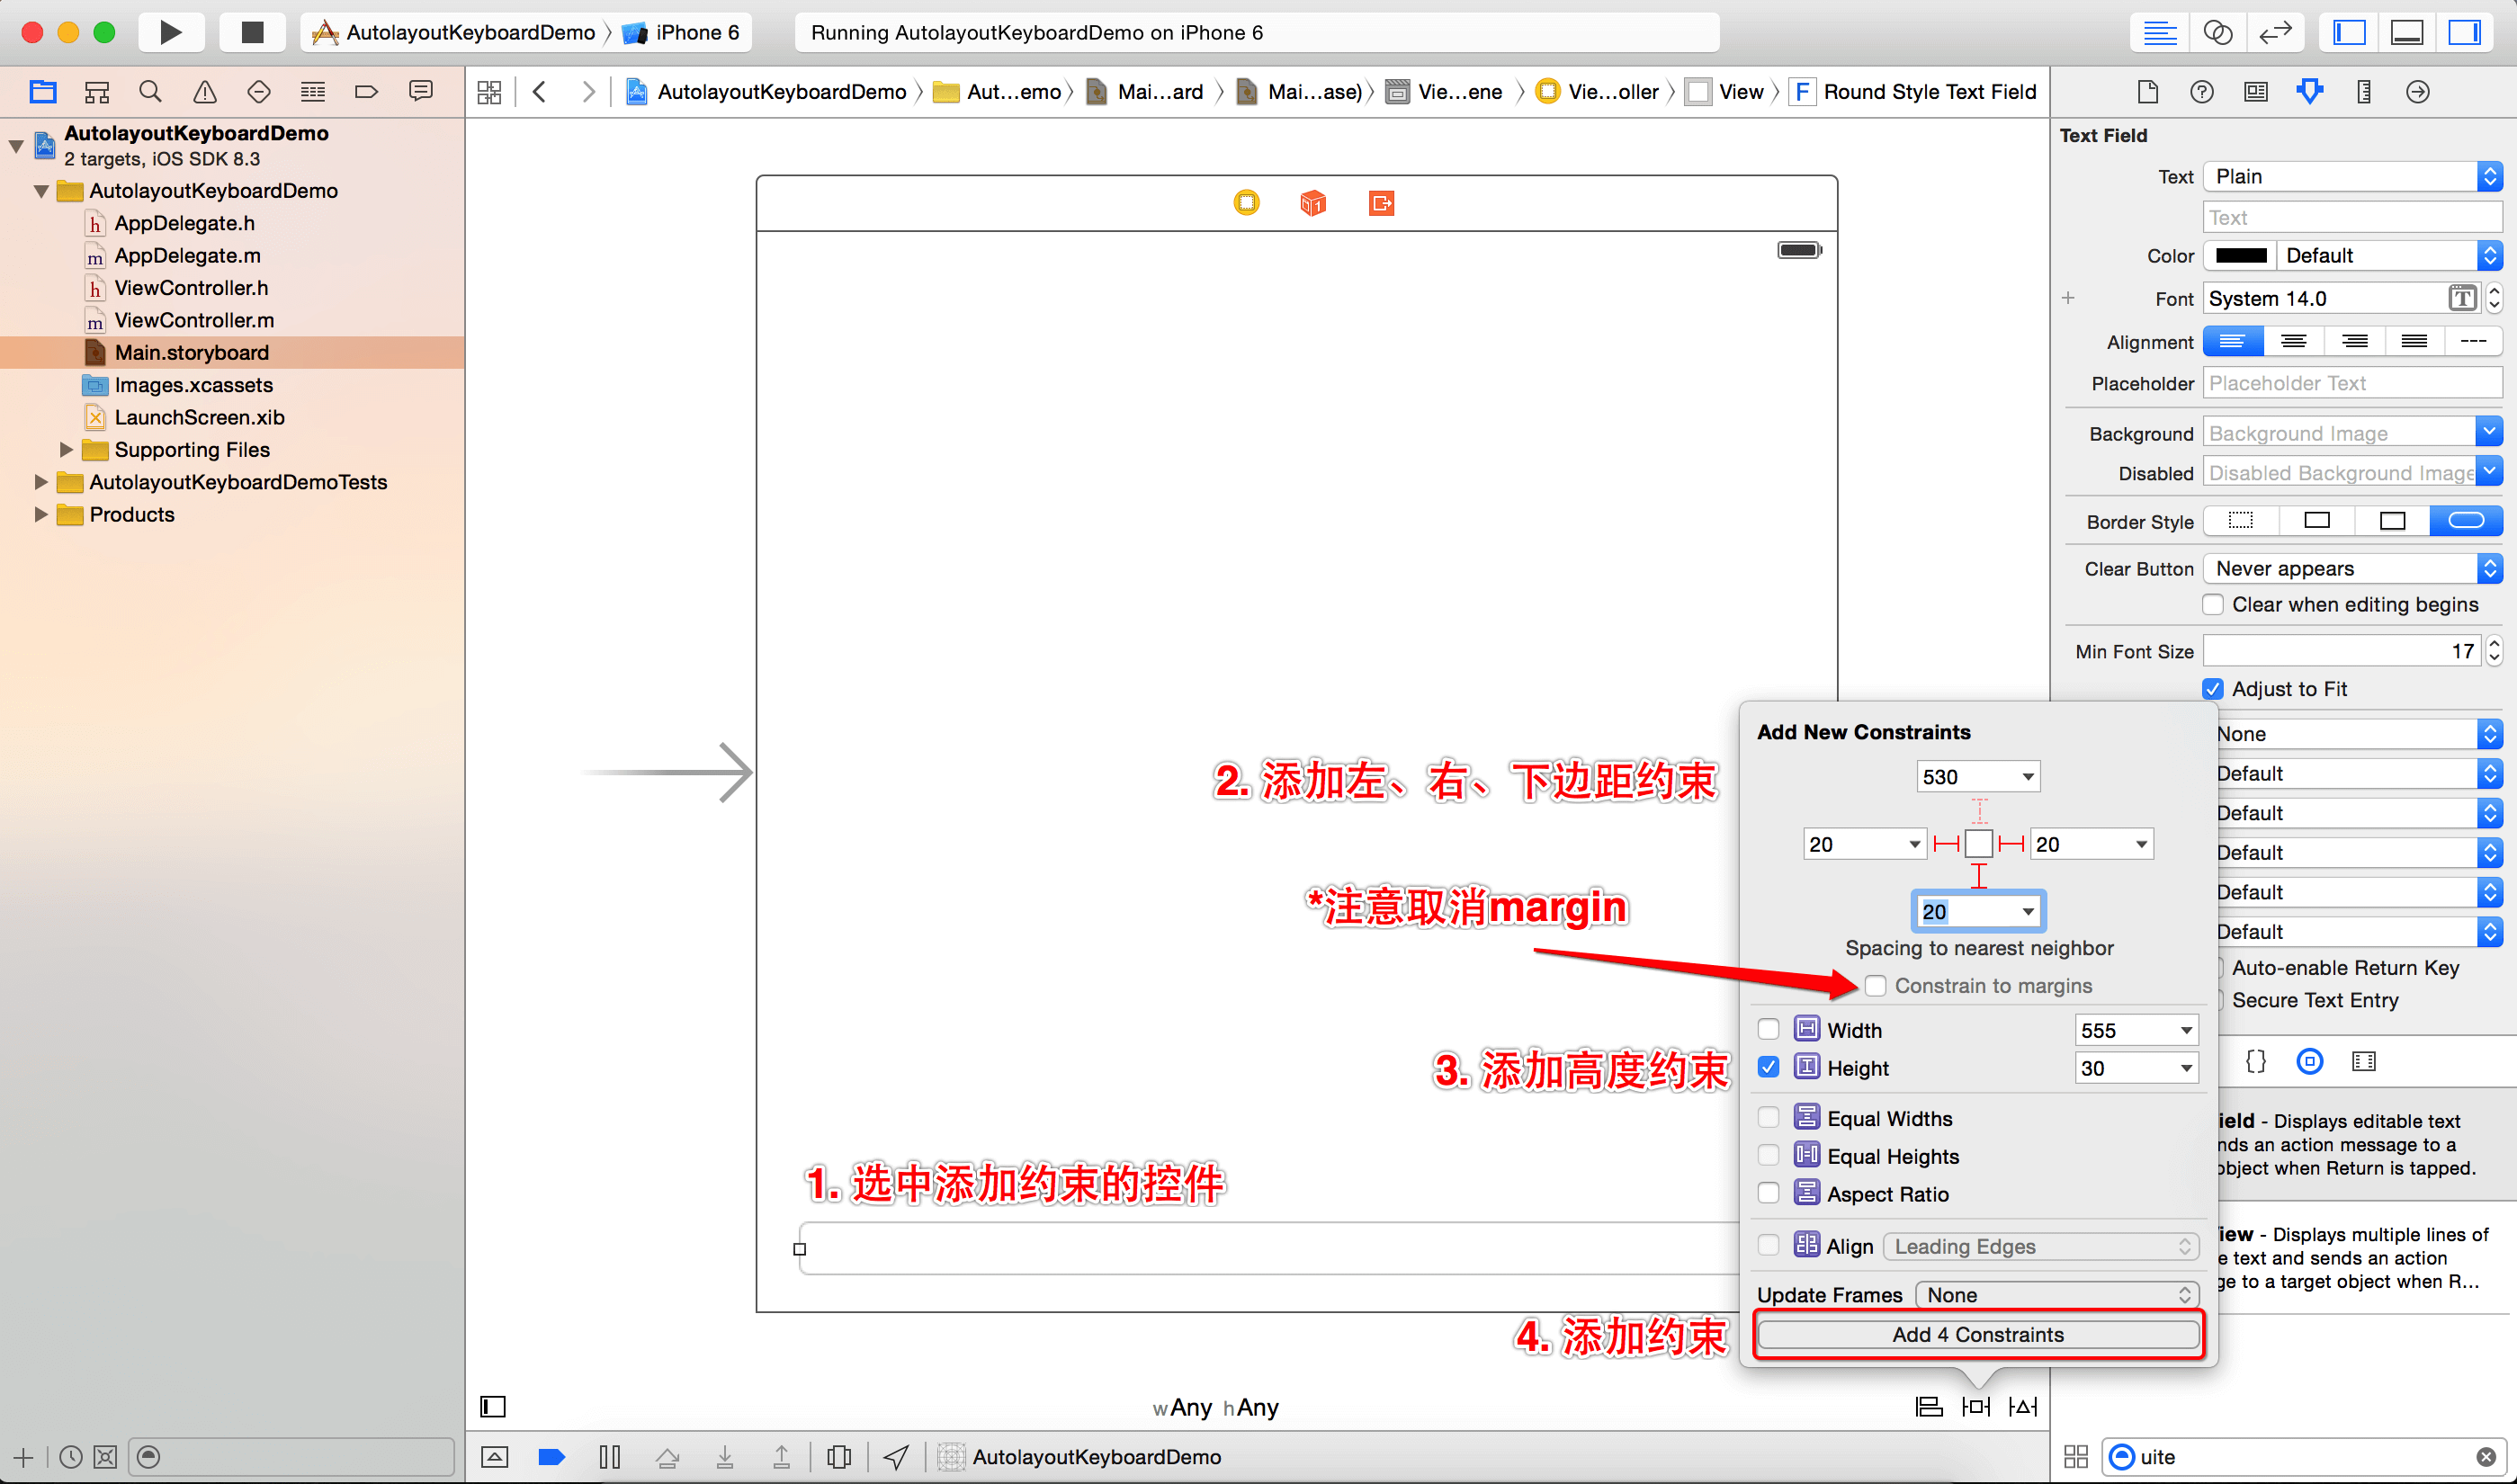 AutolayoutKeyboardDemo 〉 iPhone 6
Running AutolayoutKeyboardDemo on iPhone 6
AutolayoutKeyboardDemo 〉 Aut...emo 〉 Mai...ard 〉 Mai...ase) 〉 Vie...ene 〉 Vie...oller 〉 View 〉 F Round Style Text Field
AutolayoutKeyboardDemo
2 targets, iOS SDK 8.3
AutolayoutKeyboardDemo
h AppDelegate.h
m AppDelegate.m
h ViewController.h
m ViewController.m
Main.storyboard
Images.xcassets
LaunchScreen.xib
Supporting Files
AutolayoutKeyboardDemoTests
Products
2. 添加左、右、下边距约束
*注意取消margin
3. 添加高度约束
1. 选中添加约束的控件
4. 添加约束
wAny hAny
AutolayoutKeyboardDemo
Add New Constraints
530
20 20
20
Spacing to nearest neighbor
Constrain to margins
Width 555
Height 30
Equal Widths
Equal Heights
Aspect Ratio
Align Leading Edges
Update Frames None
Add 4 Constraints
Text Field
Text Plain
Text
Color Default
Font System 14.0
Alignment
Placeholder Placeholder Text
Background Background Image
Disabled Disabled Background Image
Border Style
Clear Button Never appears
Clear when editing begins
Min Font Size 17
Adjust to Fit
None
Default
Default
Default
Default
Default
Auto-enable Return Key
Secure Text Entry
ield - Displays editable text
nds an action message to a
object when Return is tapped.
iew - Displays multiple lines of
e text and sends an action
ge to a target object when R...
uite